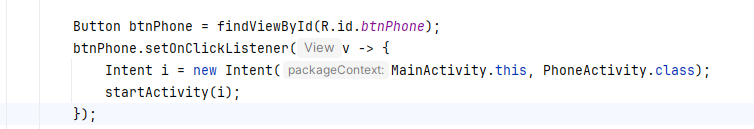 Button btnPhone = findViewById(R.id.btnPhone);
btnPhone.setOnClickListener( View v -> {
Intent i = new Intent( packageContext: MainActivity.this, PhoneActivity.class);
startActivity(i);
});